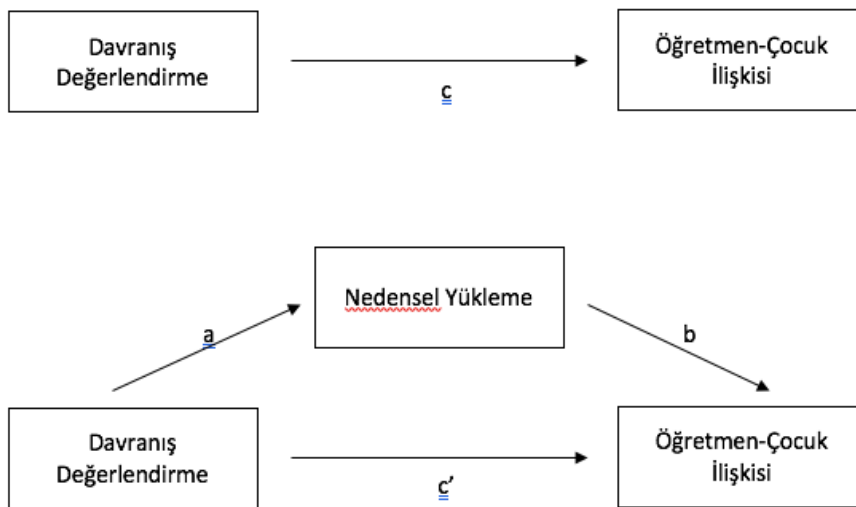 Davranış
Değerlendirme
Öğretmen-Çocuk
İlişkisi
c
Nedensel Yükleme
a
b
Davranış
Değerlendirme
Öğretmen-Çocuk
İlişkisi
c’